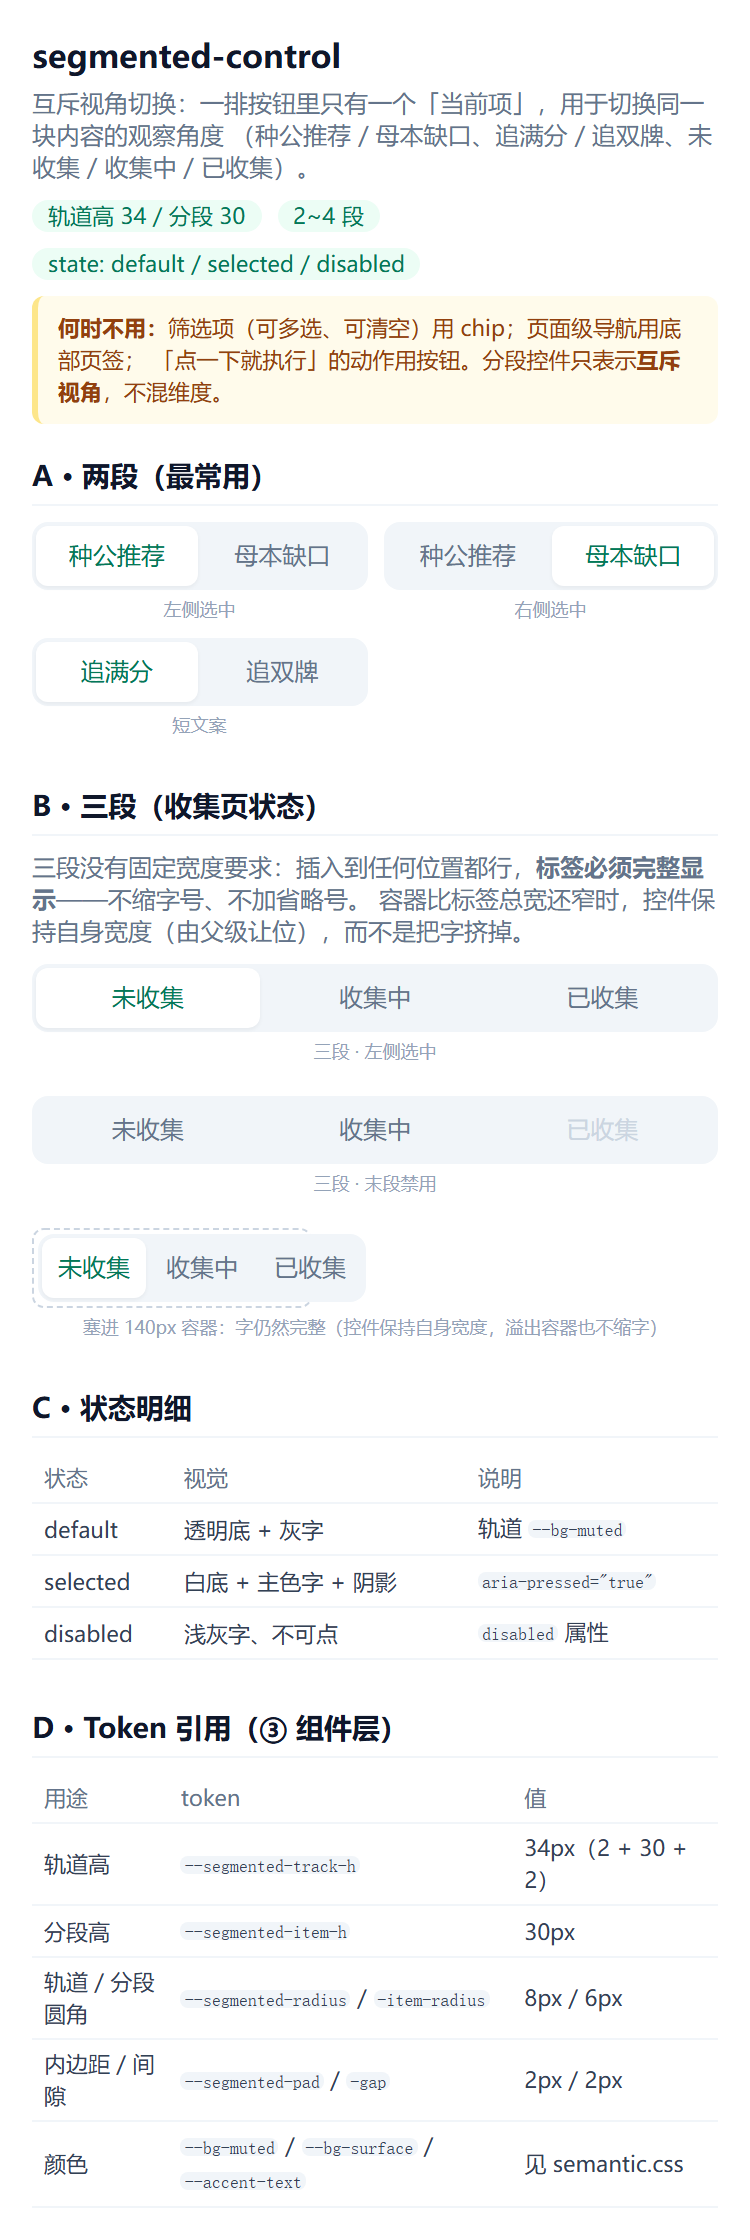 segmented-control
互斥视角切换：一排按钮里只有一个「当前项」，用于切换同一
块内容的观察角度 （种公推荐 / 母本缺口、追满分 / 追双牌、未
收集 / 收集中 / 已收集）。
轨道高 34 / 分段 30
2~4 段
state: default / selected / disabled
何时不用：筛选项（可多选、可清空）用 chip；页面级导航用底
部页签； 「点一下就执行」的动作用按钮。分段控件只表示互斥
视角，不混维度。
A · 两段（最常用）
种公推荐 母本缺口 种公推荐 母本缺口
左侧选中 右侧选中
追满分 追双牌
短文案
B · 三段（收集页状态）
三段没有固定宽度要求：插入到任何位置都行，标签必须完整显
示——不缩字号、不加省略号。 容器比标签总宽还窄时，控件保
持自身宽度（由父级让位），而不是把字挤掉。
未收集 收集中 已收集
三段 · 左侧选中
未收集 收集中 已收集
三段 · 末段禁用
未收集 收集中 已收集
塞进 140px 容器：字仍然完整（控件保持自身宽度，溢出容器也不缩字）
C · 状态明细
状态 视觉 说明
default 透明底 + 灰字 轨道 --bg-muted
selected 白底 + 主色字 + 阴影 aria-pressed="true"
disabled 浅灰字、不可点 disabled 属性
D · Token 引用（③ 组件层）
用途 token 值
轨道高 --segmented-track-h 34px（2 + 30 +
2）
分段高 --segmented-item-h 30px
轨道 / 分段
圆角 --segmented-radius / -item-radius 8px / 6px
内边距 / 间
隙 --segmented-pad / -gap 2px / 2px
颜色 --bg-muted / --bg-surface /
--accent-text 见 semantic.css